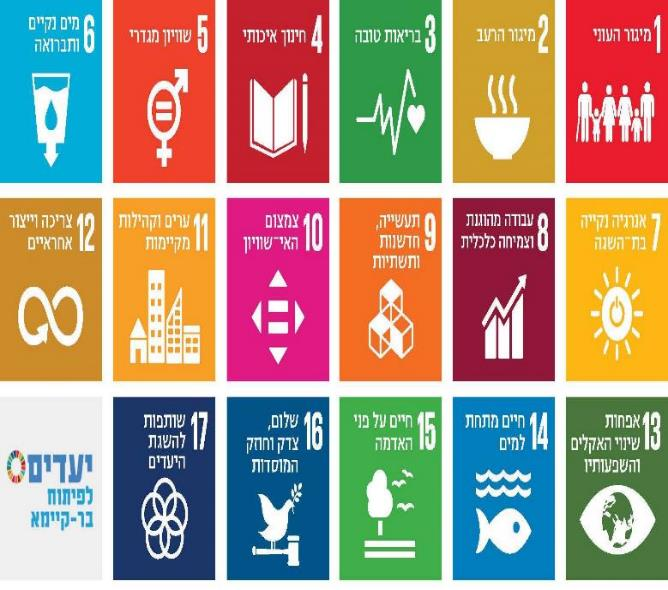 1 מיגור העוני
2 מיגור הרעב
3 בריאות טובה
4 חינוך איכותי
5 שוויון מגדרי
6 מים נקיים
ותברואה
7 אנרגיה נקייה
בת־השגה
8 עבודה מהוגנת
וצמיחה כלכלית
9 תעשייה,
חדשנות
ותשתיות
10 צמצום
האי־שוויון
11 ערים וקהילות
מקיימות
12 צריכה וייצור
אחראיים
13 אפחות
שינוי האקלים
והשפעותיו
14 חיים מתחת
למים
15 חיים על פני
האדמה
16 שלום,
צדק וחוזק
המוסדות
17 שותפות
להשגת
היעדים
יעדים
לפיתוח
בר-קיימא